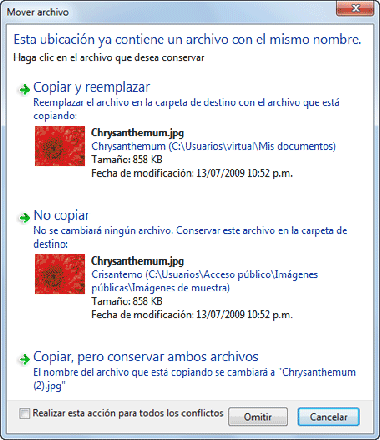 Mover archivo
Esta ubicación ya contiene un archivo con el mismo nombre.
Haga clic en el archivo que desea conservar
Copiar y reemplazar
Reemplazar el archivo en la carpeta de destino con el archivo que está
copiando:
Chrysanthemum.jpg
Chrysanthemum (C:\Usuarios\virtual\Mis documentos)
Tamaño: 858 KB
Fecha de modificación: 13/07/2009 10:52 p.m.
No copiar
No se cambiará ningún archivo. Conservar este archivo en la carpeta de
destino:
Chrysanthemum.jpg
Crisantemo (C:\Usuarios\Acceso público\Imágenes
públicas\Imágenes de muestra)
Tamaño: 858 KB
Fecha de modificación: 13/07/2009 10:52 p.m.
Copiar, pero conservar ambos archivos
El nombre del archivo que está copiando se cambiará a "Chrysanthemum
(2).jpg"
Realizar esta acción para todos los conflictos
Omitir
Cancelar